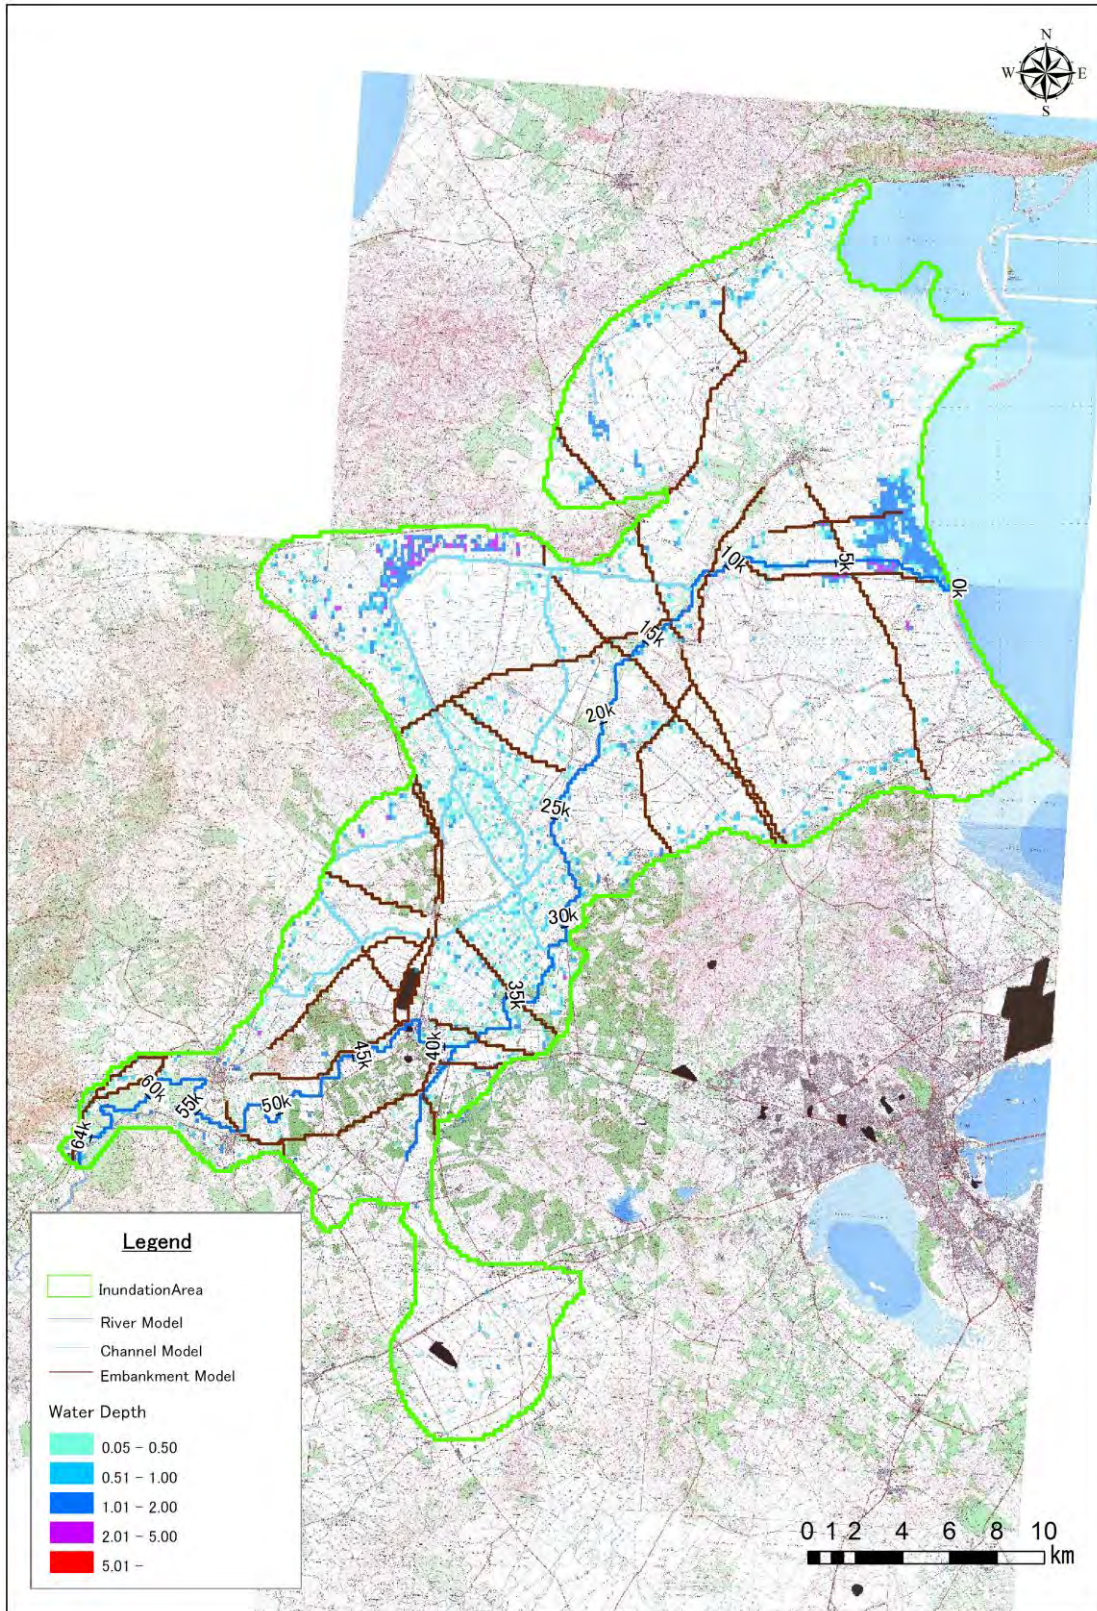 N
W E
S
0k
5k
10k
15k
20k
25k
30k
35k
40k
45k
50k
55k
60k
64k
Legend
InundationArea
River Model
Channel Model
Embankment Model
Water Depth
0.05 - 0.50
0.51 - 1.00
1.01 - 2.00
2.01 - 5.00
5.01 -
0 1 2 4 6 8 10
km